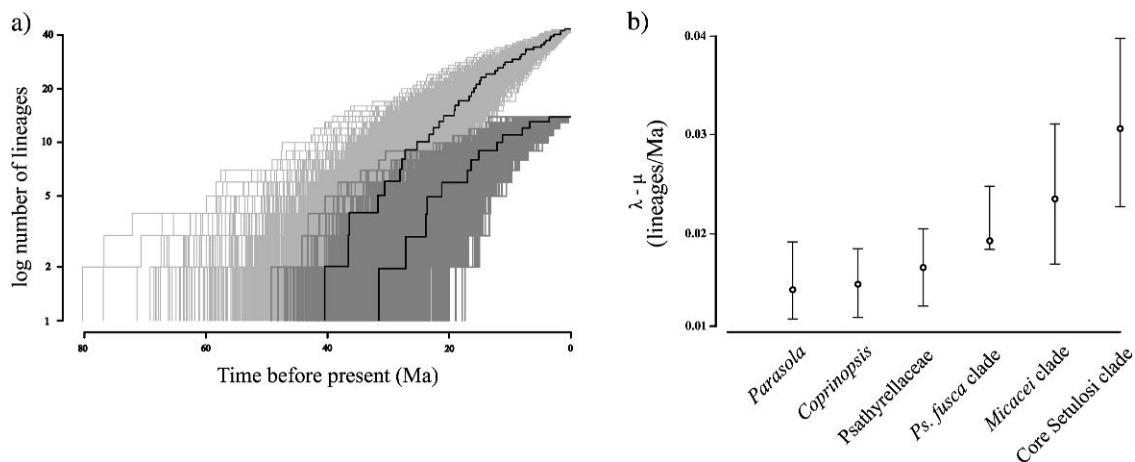 a)
log number of lineages
40
20
10
5
2
1
80
60
40
20
0
Time before present (Ma)
b)
λ - μ
(lineages/Ma)
0.04
0.03
0.02
0.01
Parasola
Coprinopsis
Psathyrellaceae
Ps. fusca clade
Micacei clade
Core Setulosi clade